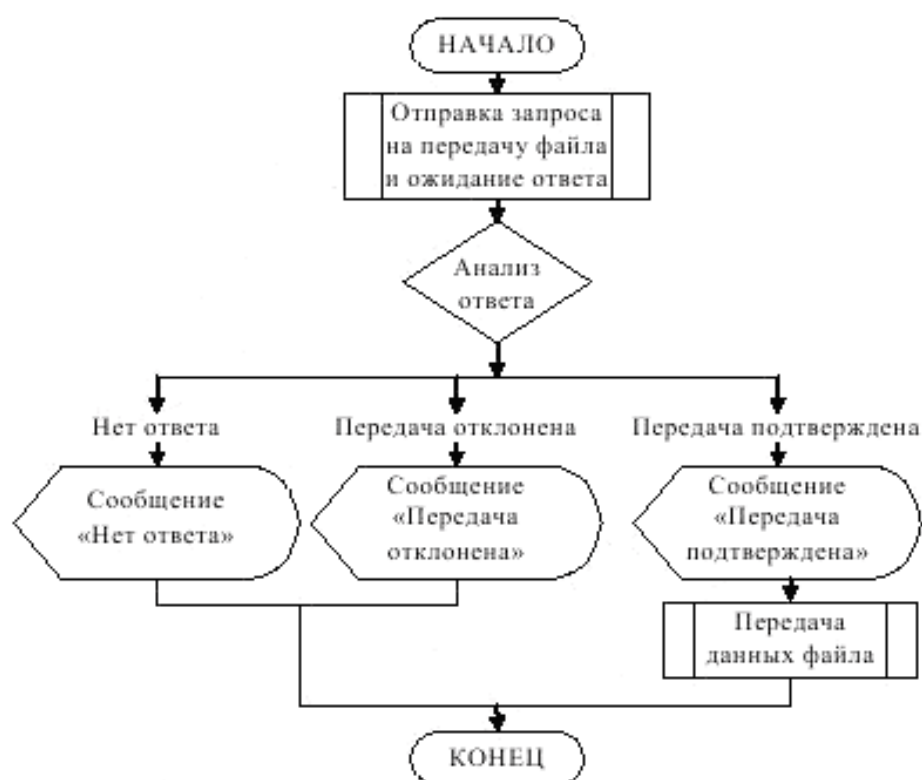 НАЧАЛО
Отправка запроса
на передачу файла
и ожидание ответа
Анализ
ответа
Нет ответа
Передача отклонена
Передача подтверждена
Сообщение
«Нет ответа»
Сообщение
«Передача
отклонена»
Сообщение
«Передача
подтверждена»
Передача
данных файла
КОНЕЦ